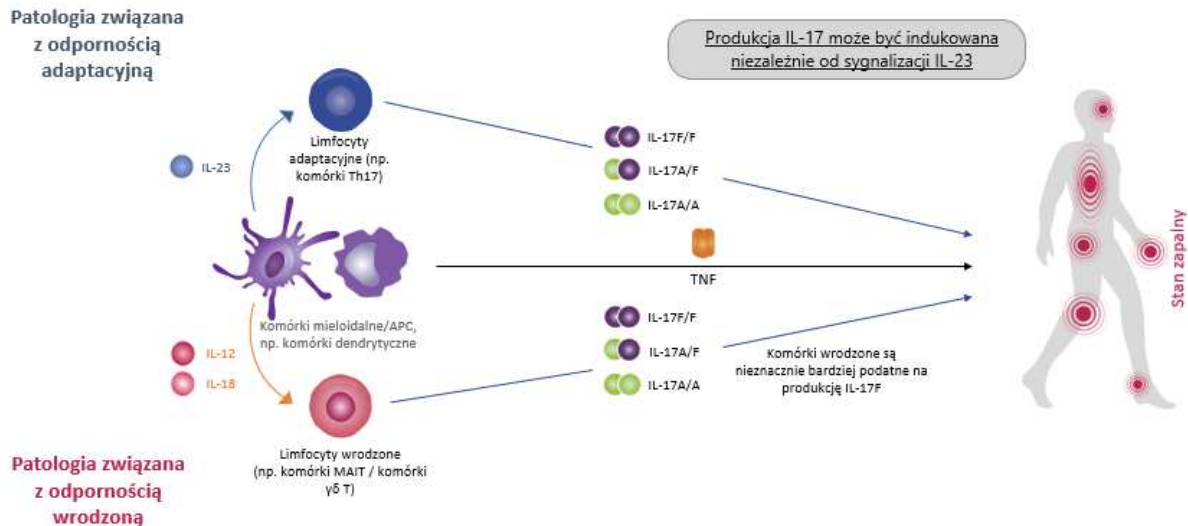 Patologia związana
z odpornością
adaptacyjną
Produkcja IL-17 może być indukowana
niezależnie od sygnalizacji IL-23
IL-23
Limfocyty
adaptacyjne (np.
komórki Th17)
IL-17F/F
IL-17A/F
IL-17A/A
TNF
Stan zapalny
Komórki mieloidalne/APC,
np. komórki dendrytyczne
IL-12
IL-18
IL-17F/F
IL-17A/F
IL-17A/A
Komórki wrodzone są
nieznacznie bardziej podatne na
produkcję IL-17F
Limfocyty wrodzone
(np. komórki MAIT / komórki
γδ T)
Patologia związana
z odpornością
wrodzoną